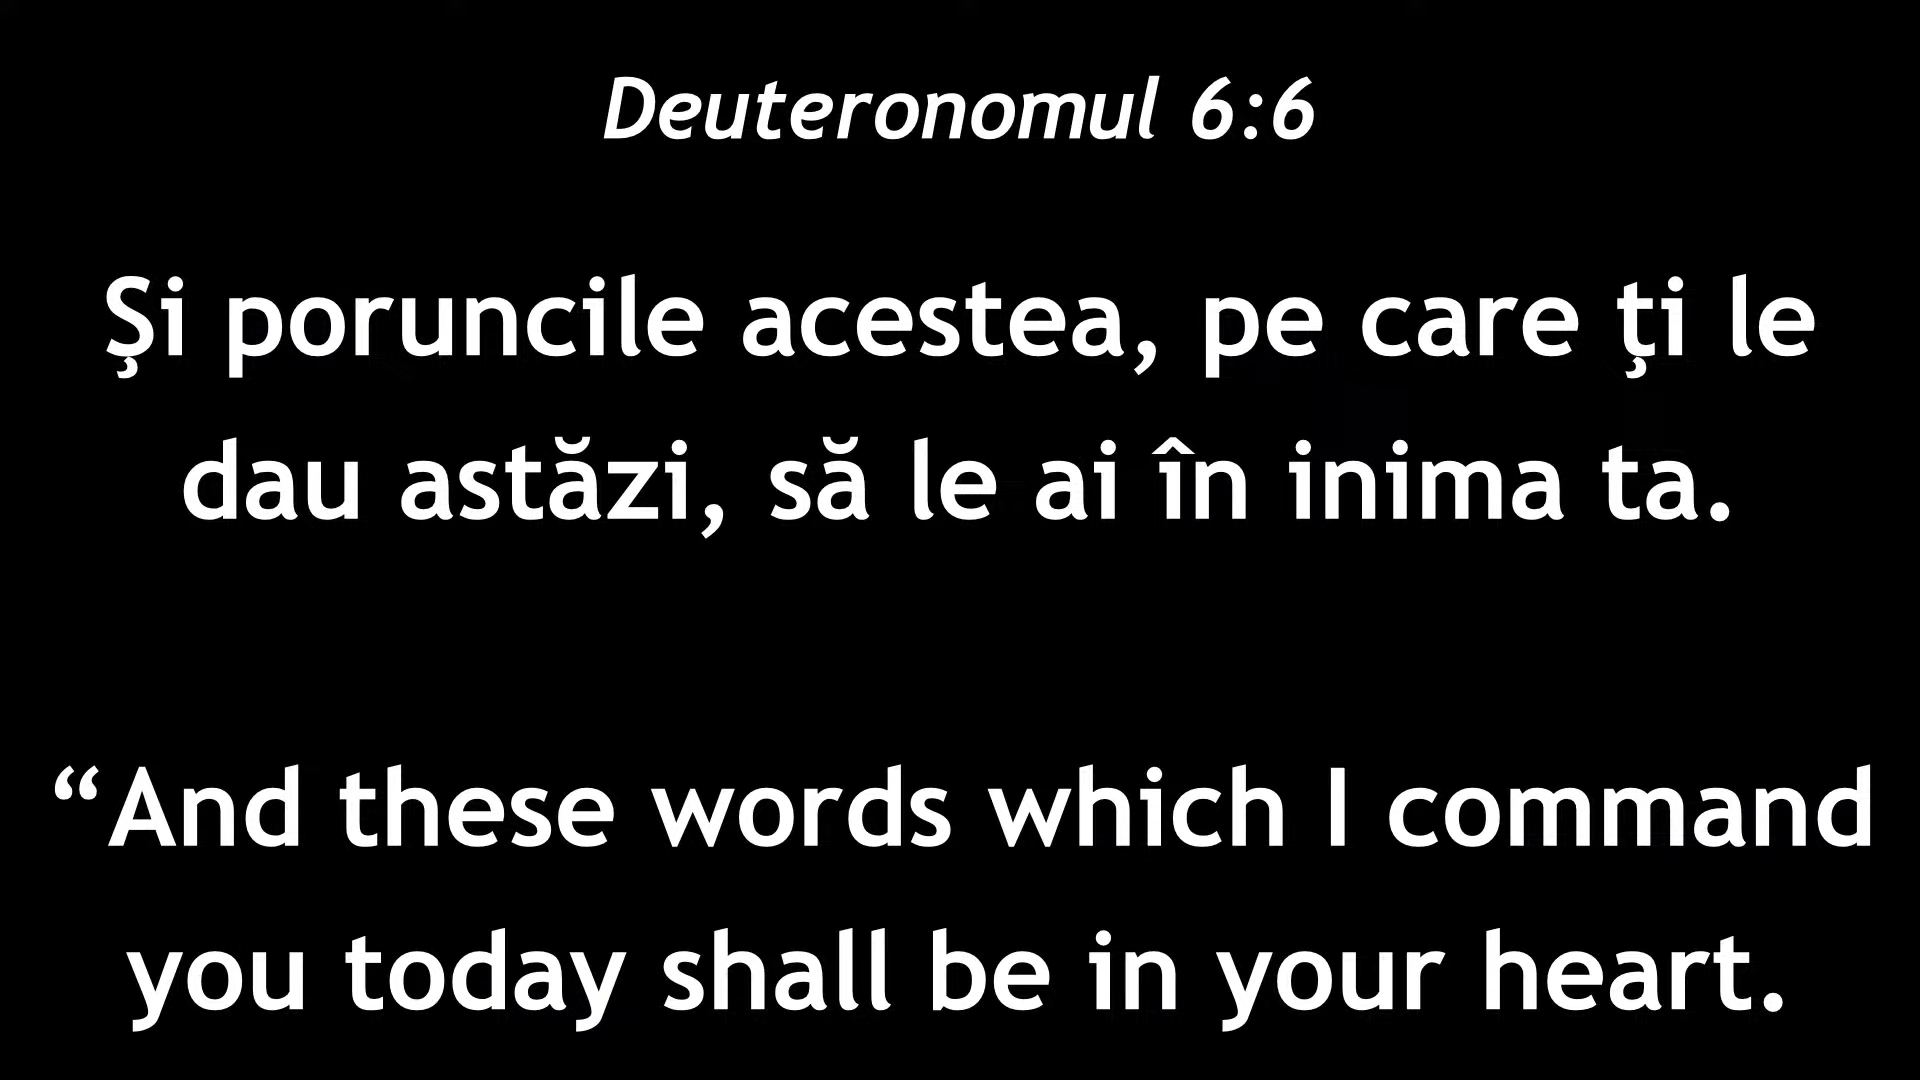 Deuteronomul 6:6
Şi poruncile acestea, pe care ţi le
dau astăzi, să le ai în inima ta.
“And these words which I command
you today shall be in your heart.